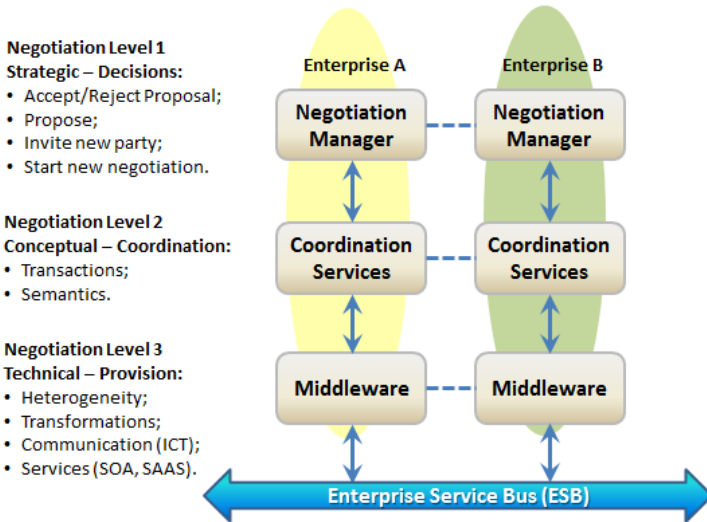 Negotiation Level 1
Strategic – Decisions:
• Accept/Reject Proposal;
• Propose;
• Invite new party;
• Start new negotiation.
Negotiation Level 2
Conceptual – Coordination:
• Transactions;
• Semantics.
Negotiation Level 3
Technical – Provision:
• Heterogeneity;
• Transformations;
• Communication (ICT);
• Services (SOA, SAAS).
Enterprise A
Negotiation
Manager
Coordination
Services
Middleware
Enterprise B
Negotiation
Manager
Coordination
Services
Middleware
Enterprise Service Bus (ESB)